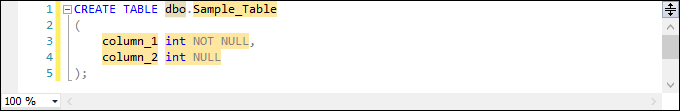 1 CREATE TABLE dbo.Sample_Table
2 (
3 column_1 int NOT NULL,
4 column_2 int NULL
5 );
100 %